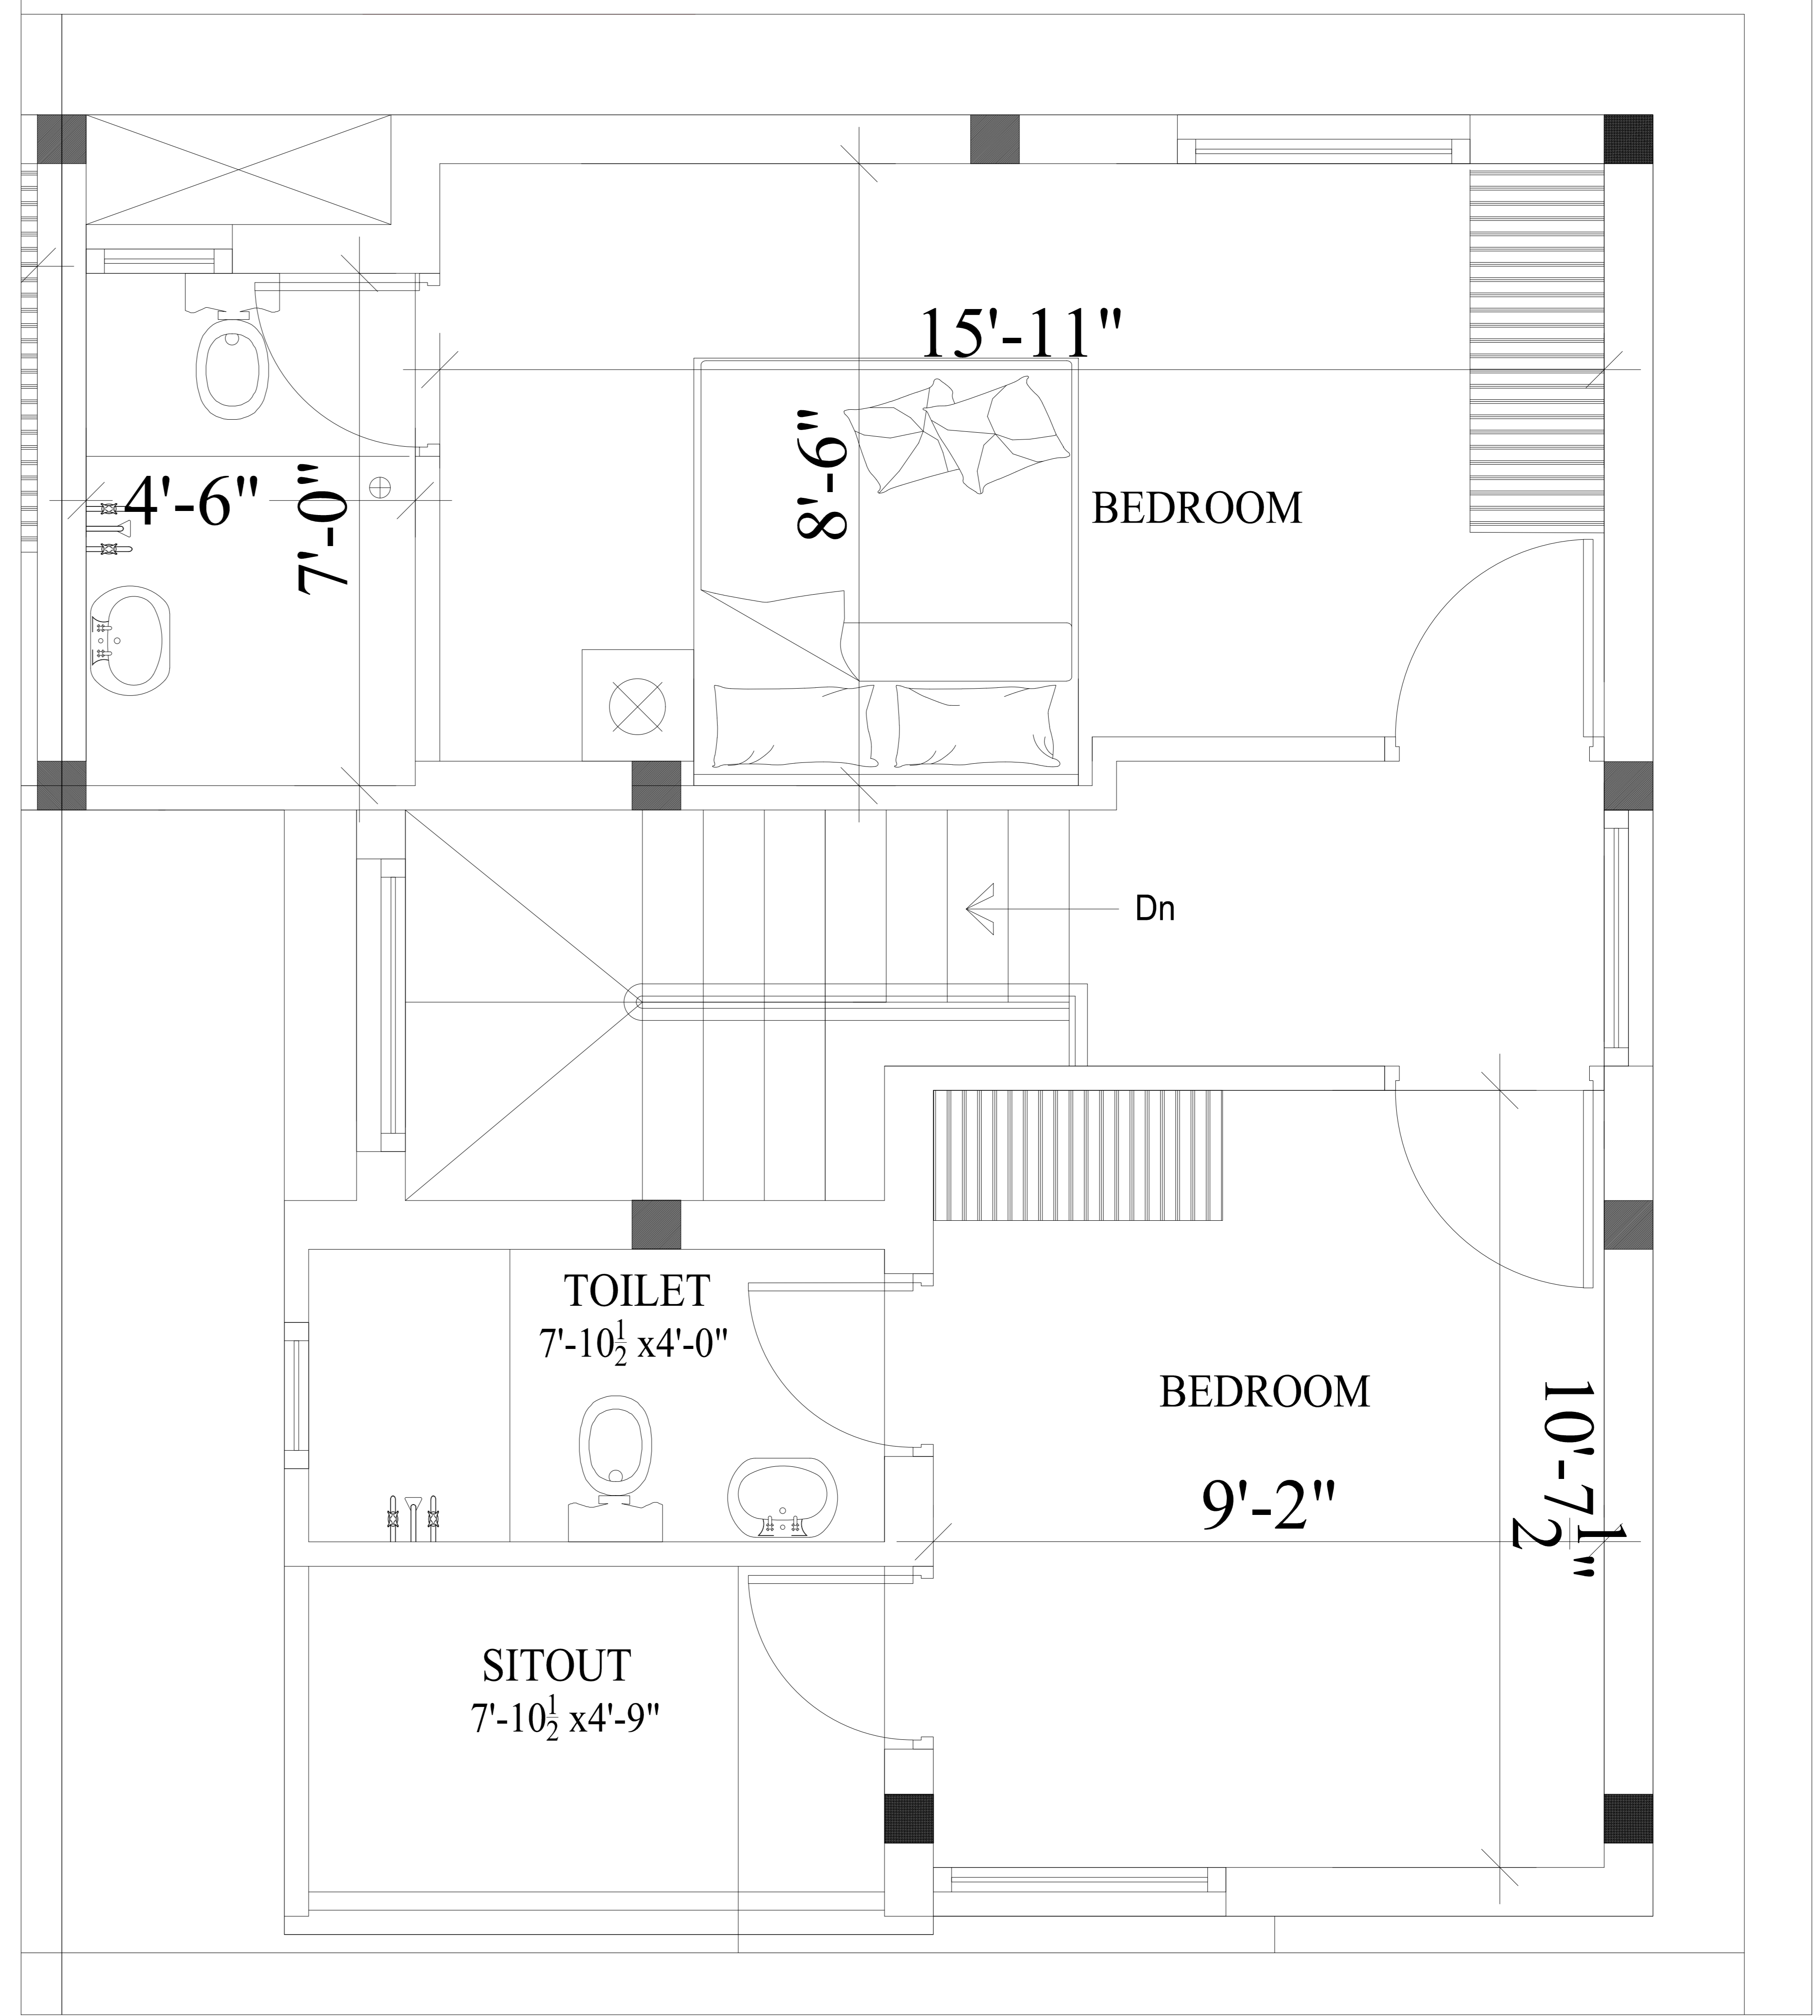 15'-11"
8'-6"
BEDROOM
4'-6"
7'-0"
Dn
TOILET
7'-10½ x4'-0"
BEDROOM
9'-2"
10'-7½"
SITOUT
7'-10½ x4'-9"